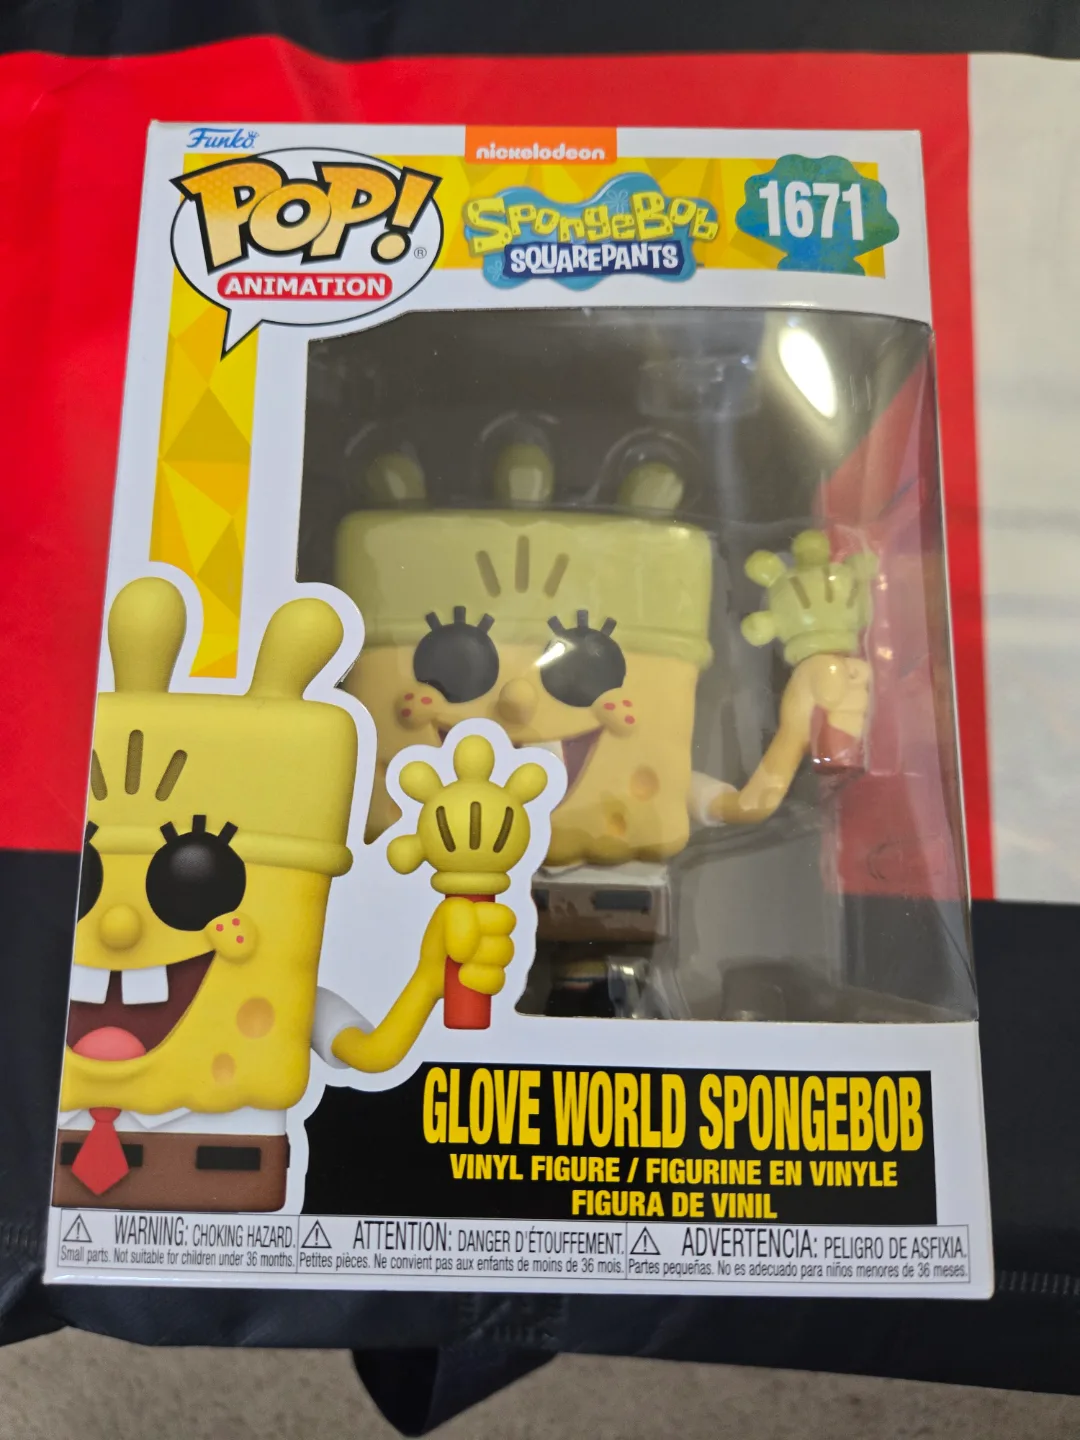 Funko
nickelodeon
POP!®
SpongeBob
SQUAREPANTS
1671
ANIMATION
GLOVE WORLD SPONGEBOB
VINYL FIGURE / FIGURINE EN VINYLE
FIGURA DE VINIL
WARNING: CHOKING HAZARD.
Small parts. Not suitable for children under 36 months.
ATTENTION: DANGER D'ÉTOUFFEMENT.
Petites pièces. Ne convient pas aux enfants de moins de 36 mois.
ADVERTENCIA: PELIGRO DE ASFIXIA.
Partes pequeñas. No es adecuado para niños menores de 36 meses.